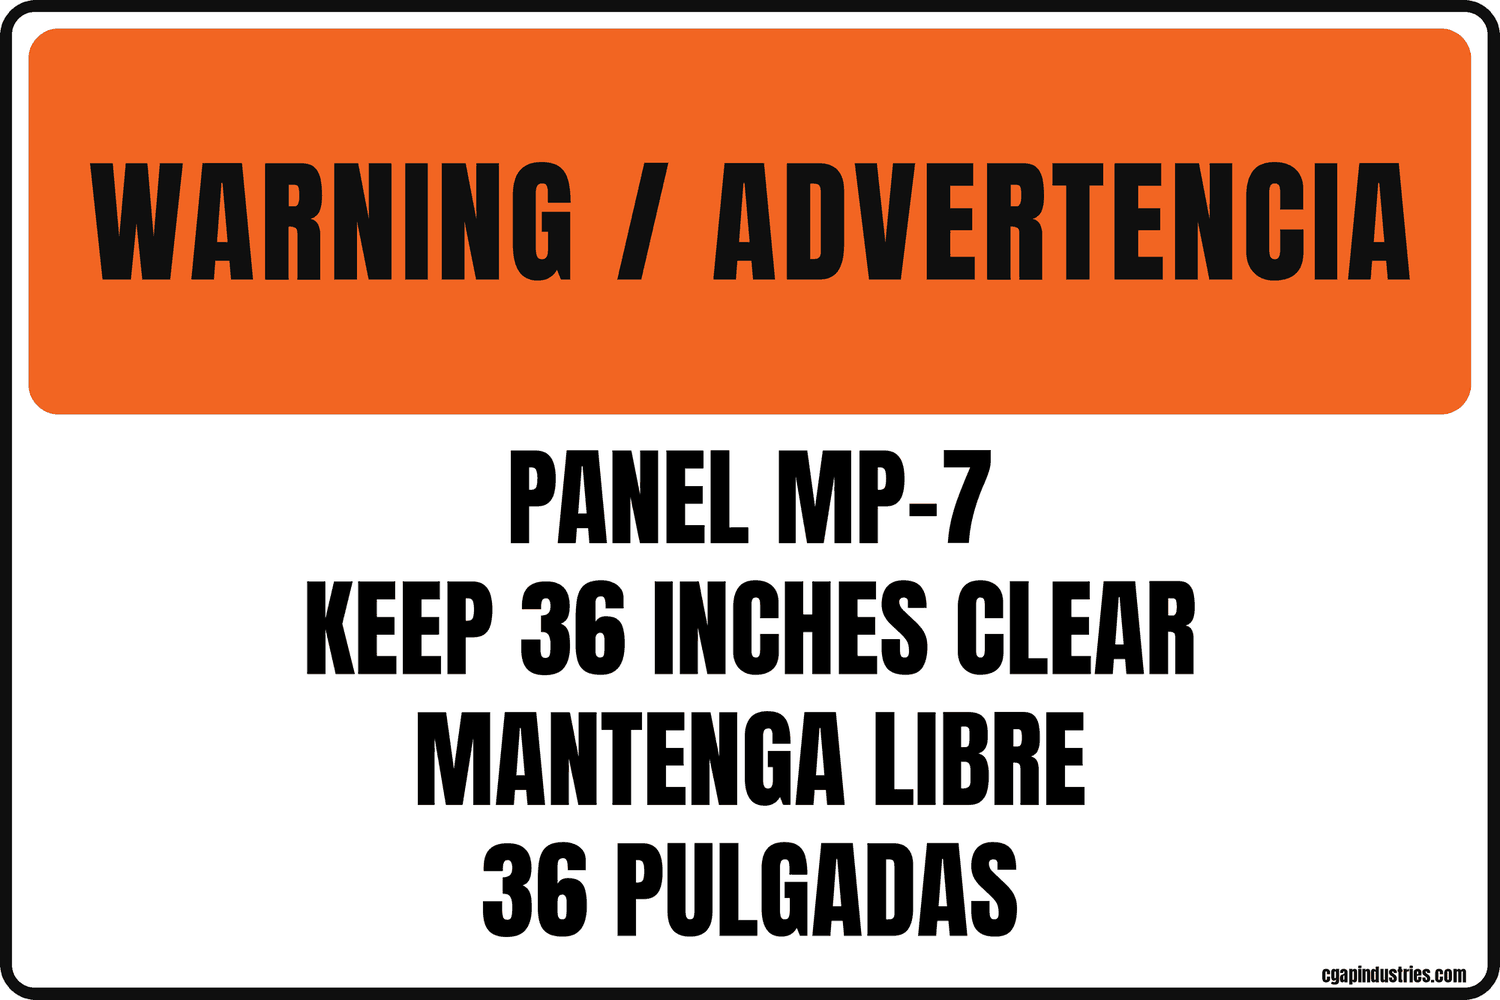 WARNING / ADVERTENCIA
PANEL MP-7
KEEP 36 INCHES CLEAR
MANTENGA LIBRE
36 PULGADAS
cgapindustries.com